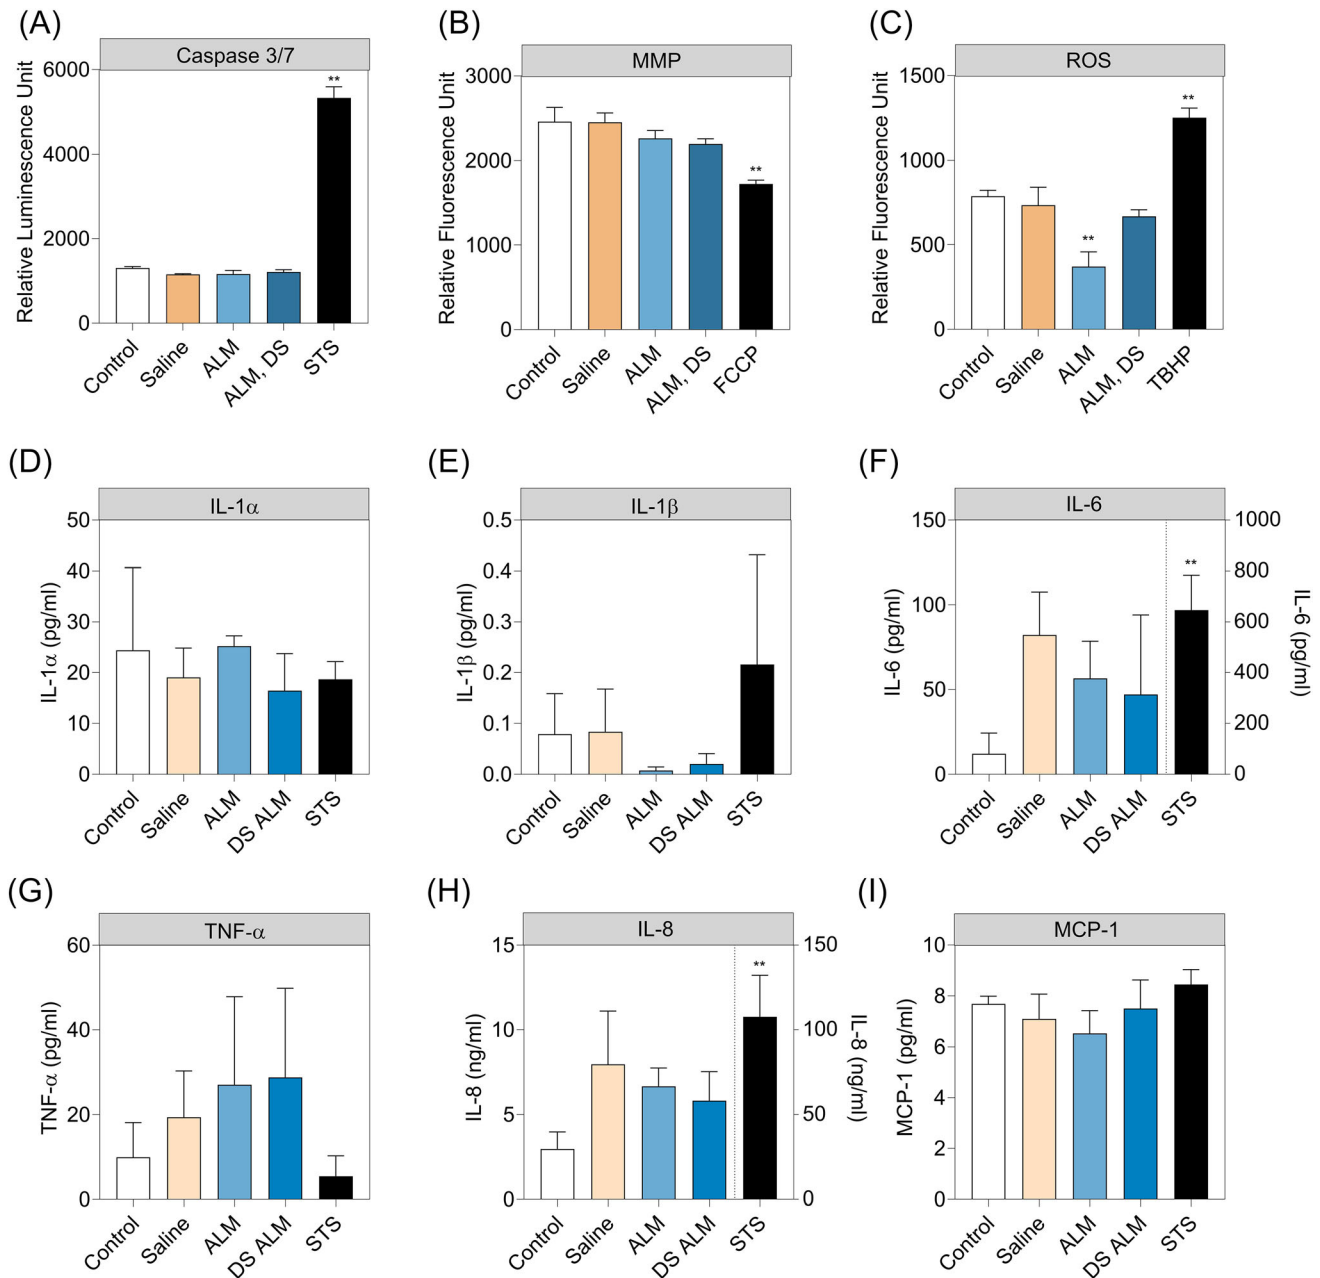 (A)
Caspase 3/7
Relative Luminescence Unit
6000
4000
2000
0
**
Control
Saline
ALM
ALM, DS
STS
(B)
MMP
Relative Fluorescence Unit
3000
2000
1000
0
**
Control
Saline
ALM
ALM, DS
FCCP
(C)
ROS
Relative Fluorescence Unit
1500
1000
500
0
**
**
Control
Saline
ALM
ALM, DS
TBHP
(D)
IL-1α
IL-1α (pg/ml)
50
40
30
20
10
0
Control
Saline
ALM
DS ALM
STS
(E)
IL-1β
IL-1β (pg/ml)
0.5
0.4
0.3
0.2
0.1
0.0
Control
Saline
ALM
DS ALM
STS
(F)
IL-6
IL-6 (pg/ml)
150
100
50
0
**
1000
800
600
400
200
0
IL-6 (pg/ml)
Control
Saline
ALM
DS ALM
STS
(G)
TNF-α
TNF-α (pg/ml)
60
40
20
0
Control
Saline
ALM
DS ALM
STS
(H)
IL-8
IL-8 (ng/ml)
15
10
5
0
**
150
100
50
0
IL-8 (ng/ml)
Control
Saline
ALM
DS ALM
STS
(I)
MCP-1
MCP-1 (pg/ml)
10
8
6
4
2
0
Control
Saline
ALM
DS ALM
STS